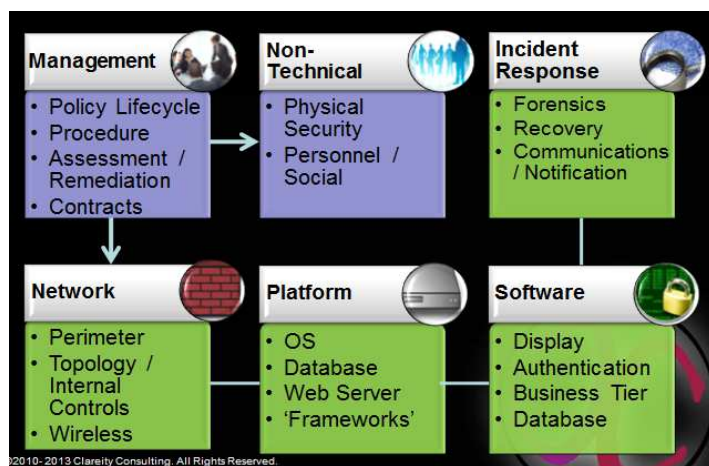 Management
• Policy Lifecycle
• Procedure
• Assessment /
Remediation
• Contracts
Non-
Technical
• Physical
Security
• Personnel /
Social
Incident
Response
• Forensics
• Recovery
• Communications
/ Notification
Network
• Perimeter
• Topology /
Internal
Controls
• Wireless
Platform
• OS
• Database
• Web Server
• ‘Frameworks’
Software
• Display
• Authentication
• Business Tier
• Database
©2010- 2013 Clareity Consulting. All Rights Reserved.